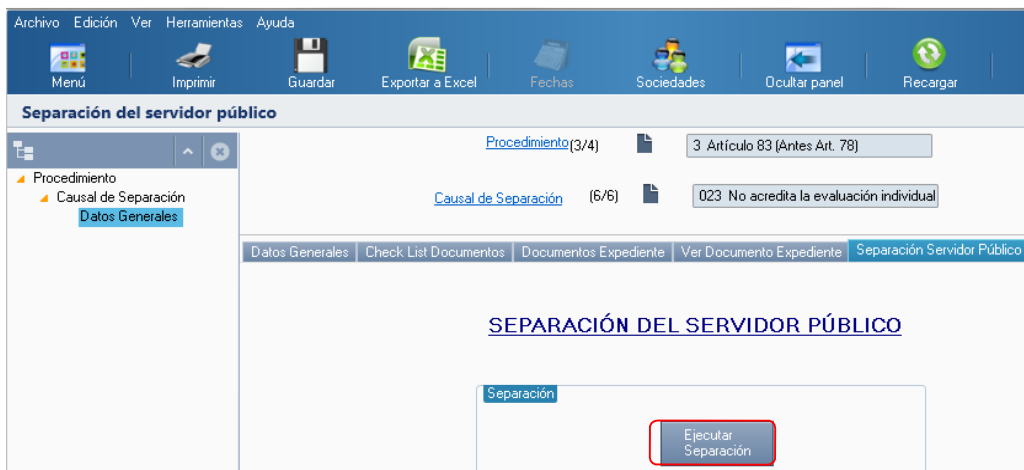 Archivo Edición Ver Herramientas Ayuda
Menú Imprimir Guardar Exportar a Excel Fechas Sociedades Ocultar panel Recargar
Separación del servidor público
Procedimiento (3/4) 3 Artículo 83 (Antes Art. 78)
Procedimiento
Causal de Separación
Datos Generales
Causal de Separación (6/6) 023 No acredita la evaluación individual
Datos Generales Check List Documentos Documentos Expediente Ver Documento Expediente Separación Servidor Público
SEPARACIÓN DEL SERVIDOR PÚBLICO
Separación
Ejecutar
Separación